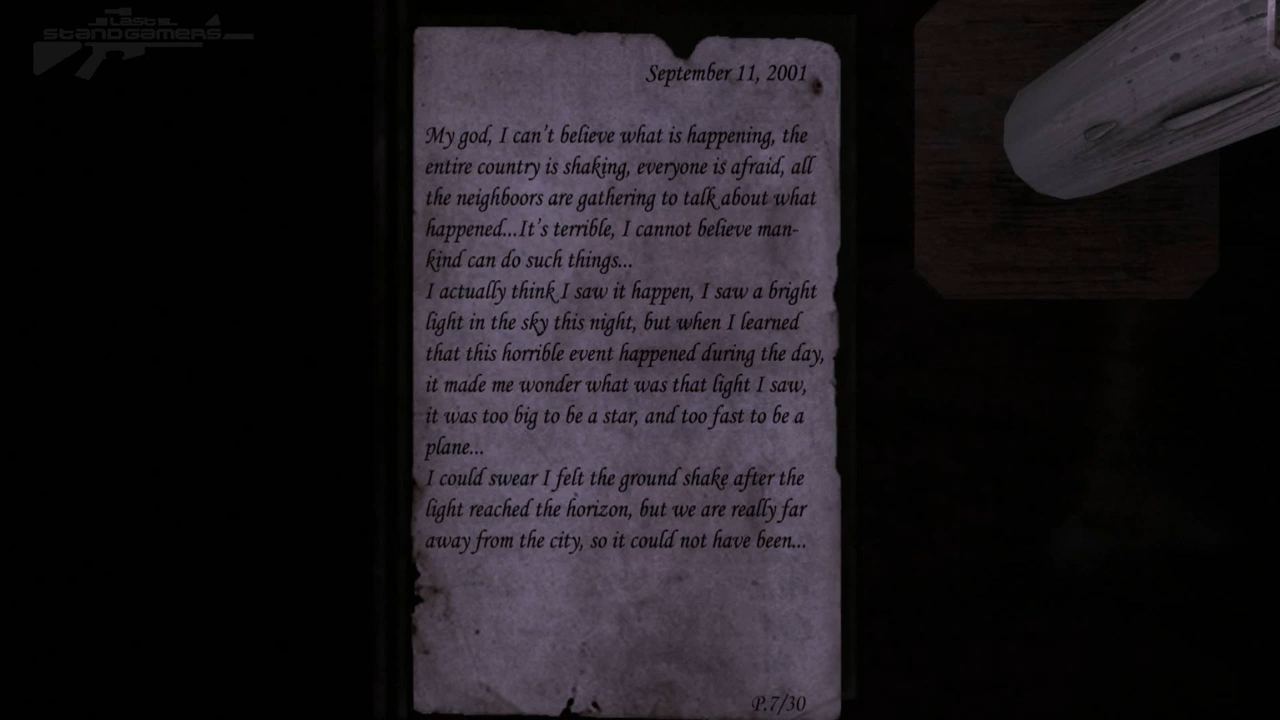 LAST
STANDGAMERS
September 11, 2001
My god, I can't believe what is happening, the
entire country is shaking, everyone is afraid, all
the neighbors are gathering to talk about what
happened...It's terrible, I cannot believe man-
kind can do such things...
I actually think I saw it happen, I saw a bright
light in the sky this night, but when I learned
that this horrible event happened during the day,
it made me wonder what was that light I saw,
it was too big to be a star, and too fast to be a
plane...
I could swear I felt the ground shake after the
light reached the horizon, but we are really far
away from the city, so it could not have been...
P.7/30